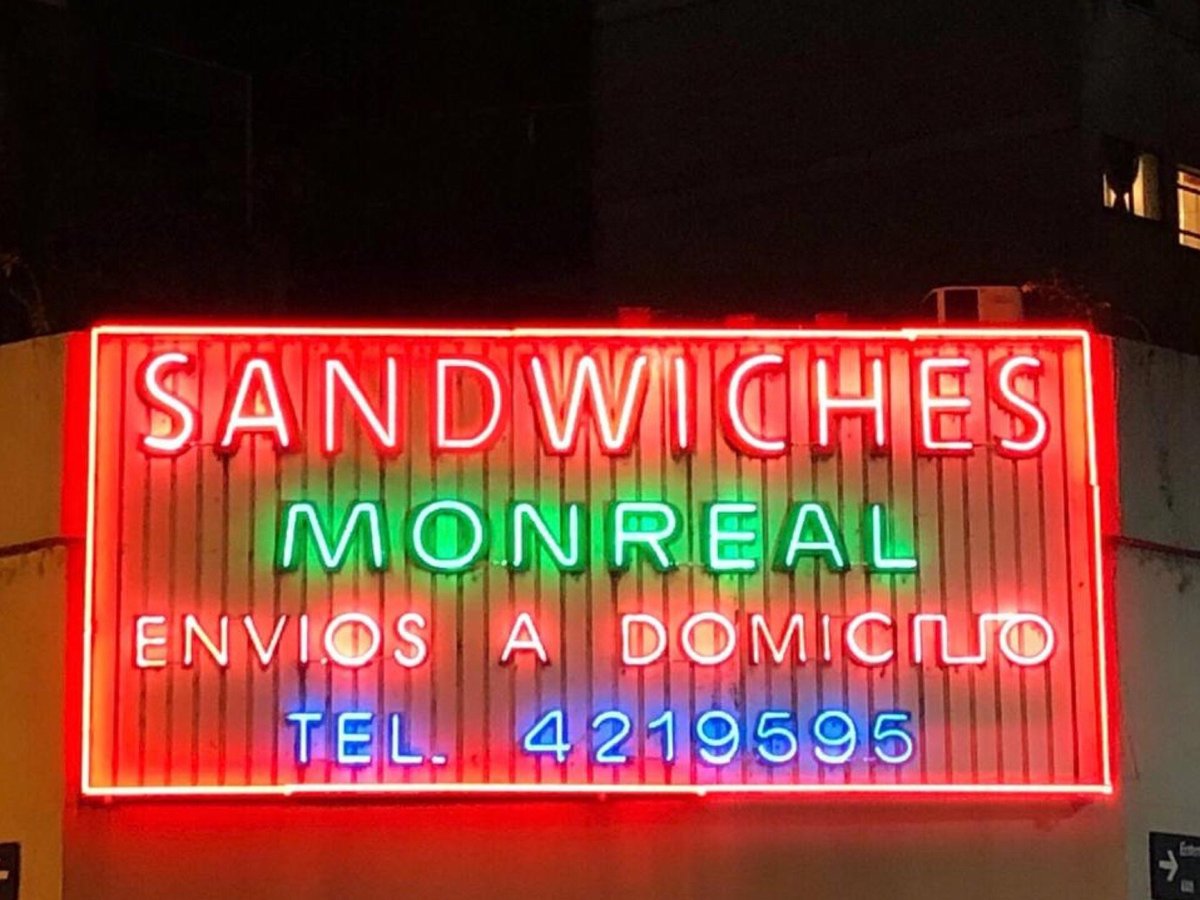 SANDWICHES
MONREAL
ENVIOS A DOMICILIO
TEL. 4219595